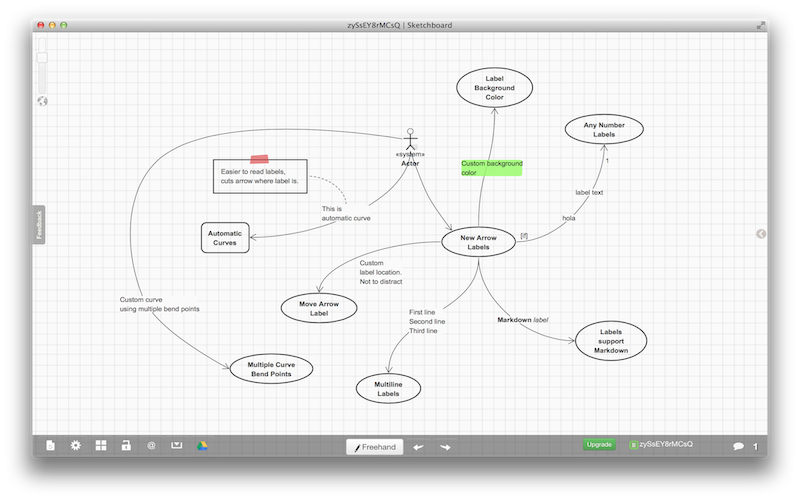 zySsEY8rMCsQ | Sketchboard
Label
Background
Color
Any Number
Labels
«system»
Actor
Easier to read labels,
cuts arrow where label is.
Custom background
color
1
label text
This is
automatic curve
hola
Feedback
Automatic
Curves
New Arrow
Labels
[if]
Custom
label location.
Not to distract
Custom curve
using multiple bend points
Move Arrow
Label
First line
Second line
Third line
Markdown label
Labels
support
Markdown
Multiple Curve
Bend Points
Multiline
Labels
@
Freehand
Upgrade
zySsEY8rMCsQ
1